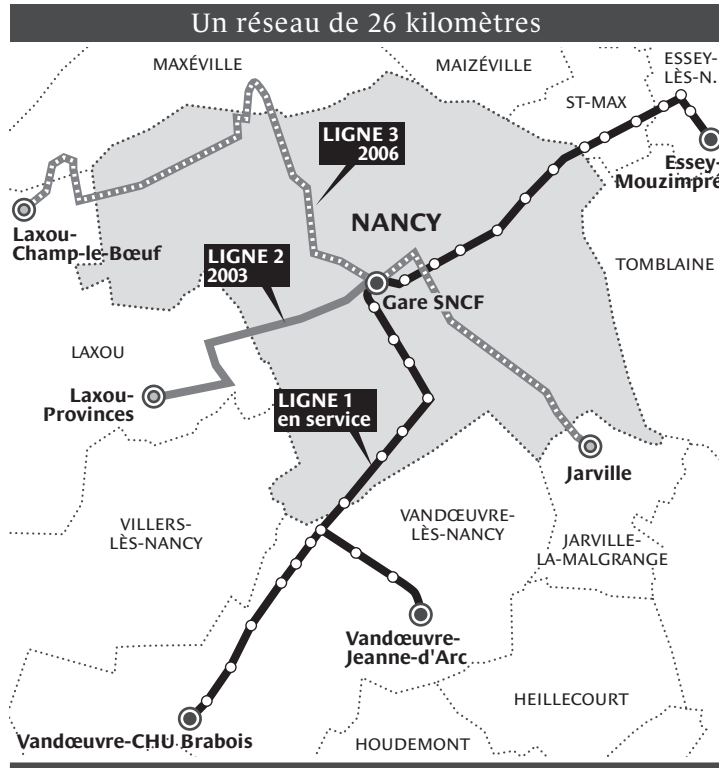 Un réseau de 26 kilomètres
MAXÉVILLE
MAIZÉVILLE
ESSEY-
LÈS-N.
ST-MAX
LIGNE 3
2006
Essey-
Mouzimpré
NANCY
Laxou-
Champ-le-Bœuf
LIGNE 2
2003
TOMBLAINE
Gare SNCF
LAXOU
Laxou-
Provinces
LIGNE 1
en service
Jarville
VILLERS-
LÈS-NANCY
VANDŒUVRE-
LÈS-NANCY
JARVILLE-
LA-MALGRANGE
Vandœuvre-
Jeanne-d'Arc
HEILLECOURT
Vandœuvre-CHU Brabois
HOUDEMONT